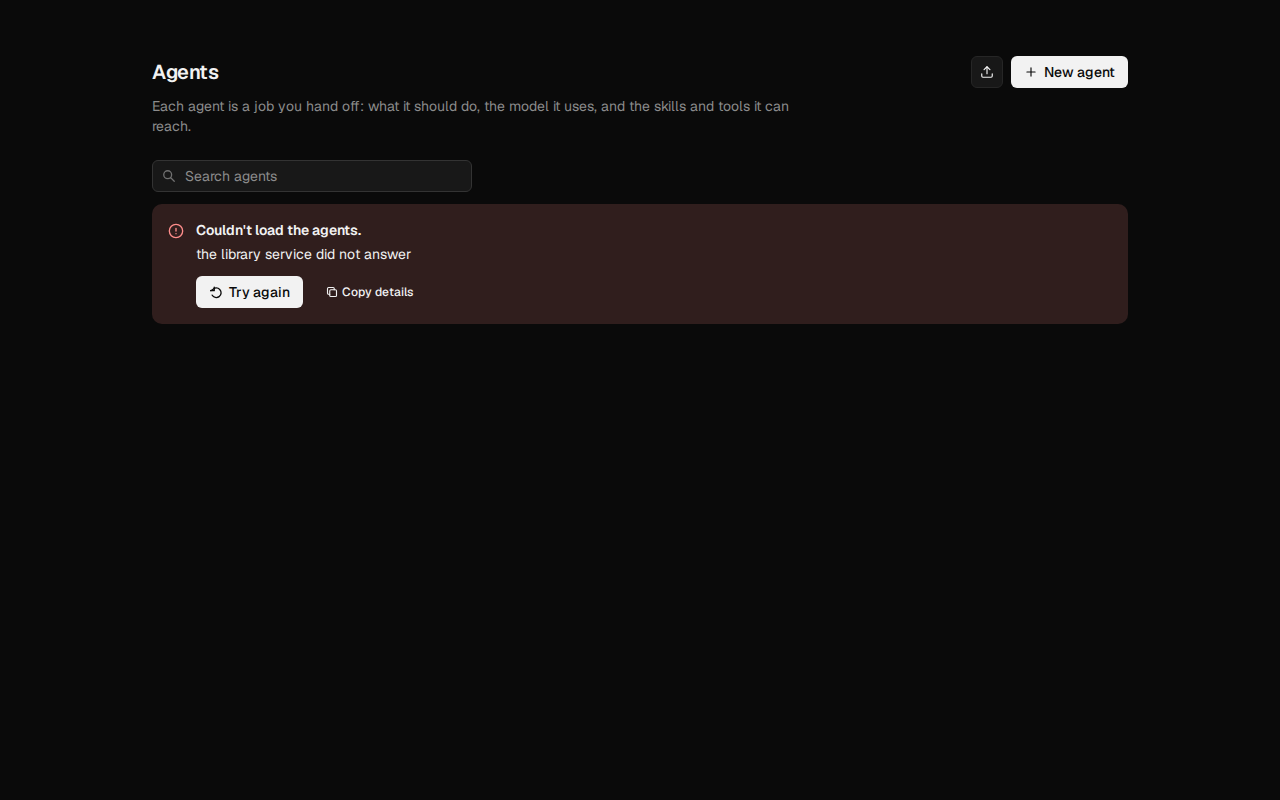 Agents
New agent
Each agent is a job you hand off: what it should do, the model it uses, and the skills and tools it can
reach.
Search agents
Couldn't load the agents.
the library service did not answer
Try again
Copy details